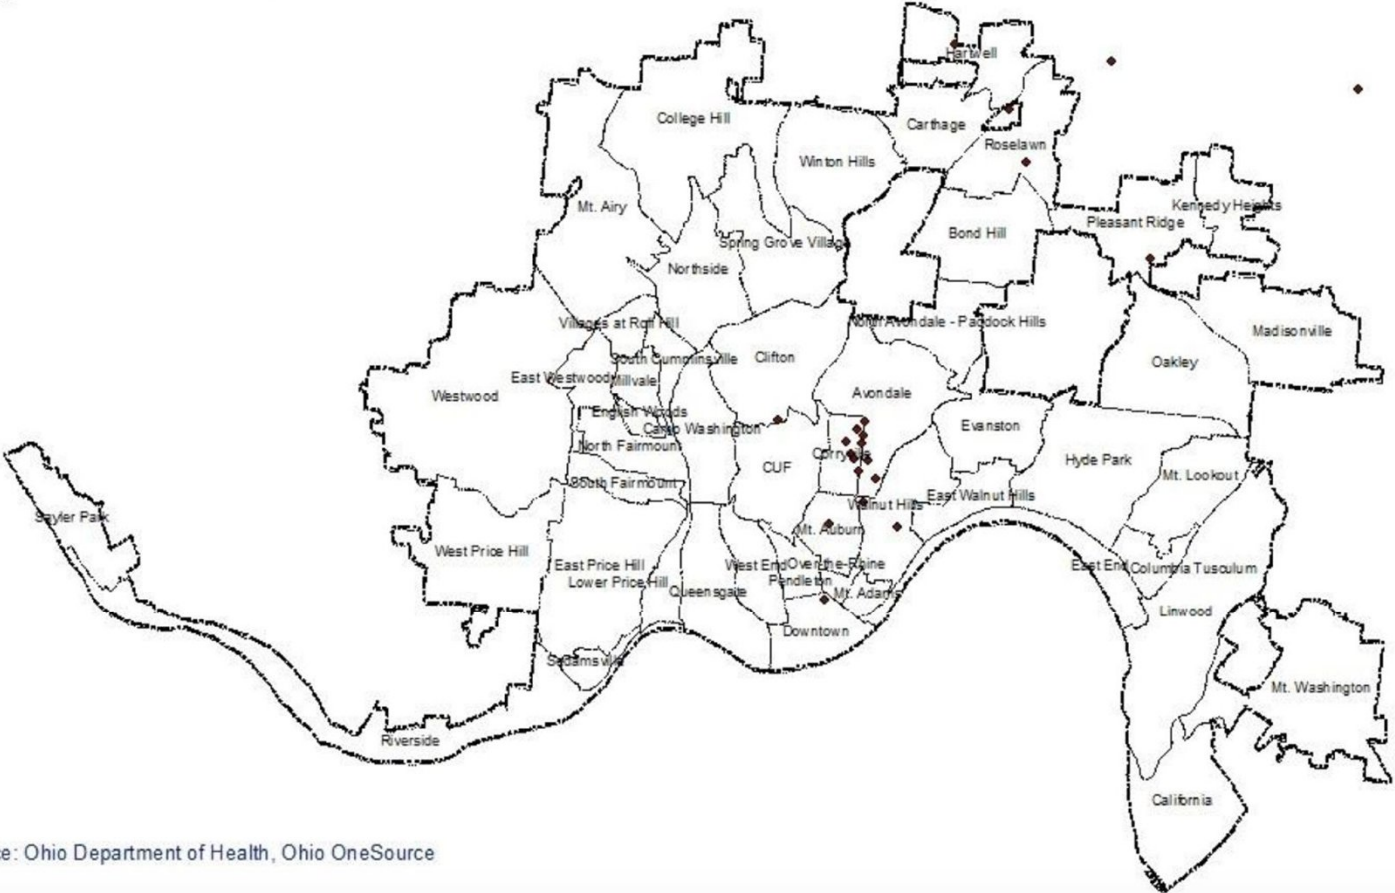 Hartwell
College Hill
Carthage
Roselawn
Winton Hills
Mt. Airy
Kennedy Heights
Pleasant Ridge
Bond Hill
Spring Grove Village
Northside
Villages at Roll Hill
North Avondale - Paddock Hills
Madisonville
South Cumminsville
Clifton
Oakley
East Westwood
Millvale
Westwood
Avondale
English Woods
Camp Washington
Evanston
North Fairmount
Corryville
Hyde Park
CUF
Mt. Lookout
South Fairmount
East Walnut Hills
Walnut Hills
Sayler Park
Mt. Auburn
West Price Hill
East Price Hill
West End
Over-the-Rhine
East End
Columbia Tusculum
Lower Price Hill
Pendleton
Queensgate
Mt. Adams
Linwood
Downtown
Sedamsville
Mt. Washington
Riverside
California
e: Ohio Department of Health, Ohio OneSource